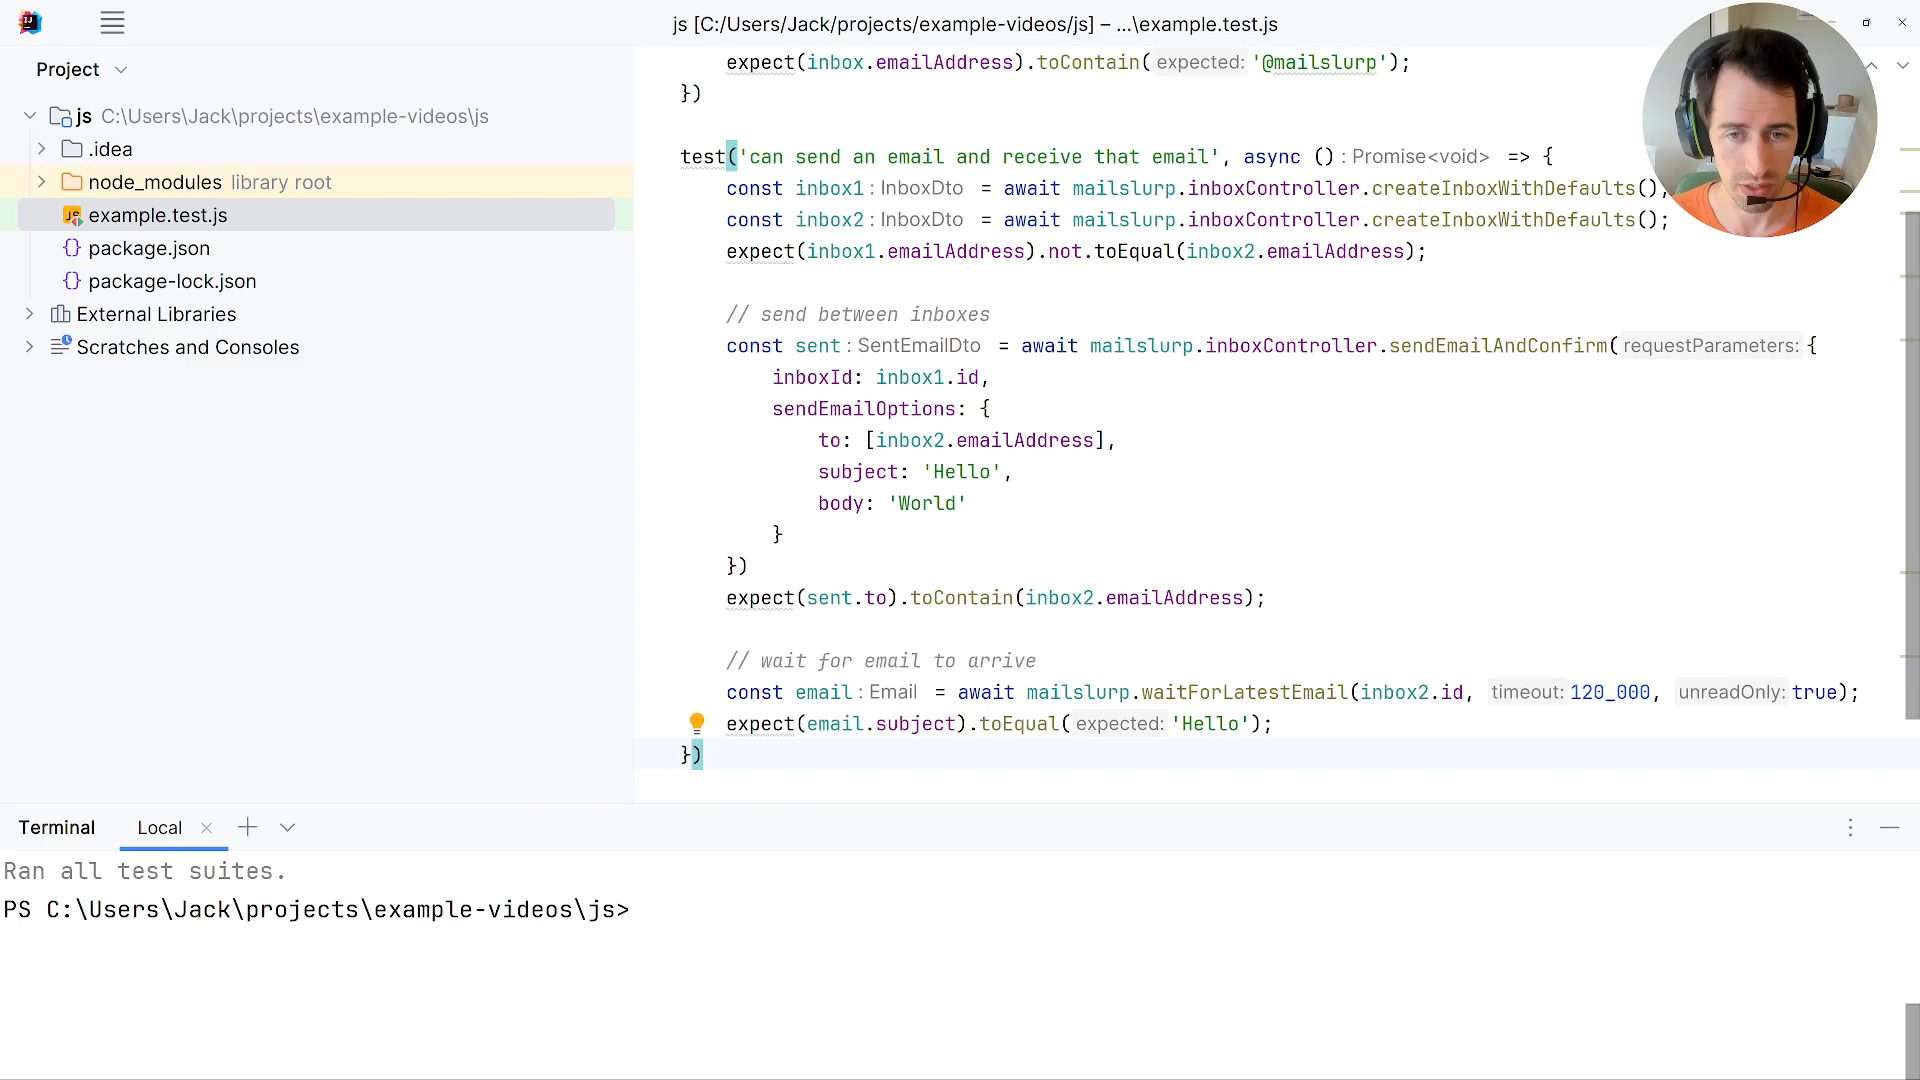 js [C:/Users/Jack/projects/example-videos/js] – ...\example.test.js
Project
js C:\Users\Jack\projects\example-videos\js
.idea
node_modules library root
example.test.js
package.json
package-lock.json
External Libraries
Scratches and Consoles
expect(inbox.emailAddress).toContain( expected: '@mailslurp');
})
test('can send an email and receive that email', async () : Promise<void> => {
const inbox1 : InboxDto = await mailslurp.inboxController.createInboxWithDefaults();
const inbox2 : InboxDto = await mailslurp.inboxController.createInboxWithDefaults();
expect(inbox1.emailAddress).not.toEqual(inbox2.emailAddress);
// send between inboxes
const sent : SentEmailDto = await mailslurp.inboxController.sendEmailAndConfirm( requestParameters: {
inboxId: inbox1.id,
sendEmailOptions: {
to: [inbox2.emailAddress],
subject: 'Hello',
body: 'World'
}
})
expect(sent.to).toContain(inbox2.emailAddress);
// wait for email to arrive
const email : Email = await mailslurp.waitForLatestEmail(inbox2.id, timeout: 120_000, unreadOnly: true);
expect(email.subject).toEqual( expected: 'Hello');
})
Terminal Local
Ran all test suites.
PS C:\Users\Jack\projects\example-videos\js>